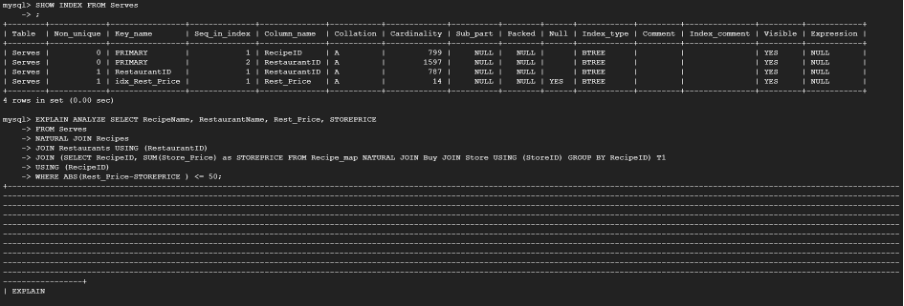 mysql> SHOW INDEX FROM Serves
    -> ;
+--------+------------+--------------+--------------+--------------+-----------+-------------+----------+--------+------+------------+---------+---------------+---------+------------+
| Table | Non_unique | Key_name | Seq_in_index | Column_name | Collation | Cardinality | Sub_part | Packed | Null | Index_type | Comment | Index_comment | Visible | Expression |
+--------+------------+--------------+--------------+--------------+-----------+-------------+----------+--------+------+------------+---------+---------------+---------+------------+
| Serves | 0 | PRIMARY | 1 | RecipeID | A | 799 | NULL | NULL | | BTREE | | | YES | NULL |
| Serves | 0 | PRIMARY | 2 | RestaurantID | A | 1597 | NULL | NULL | | BTREE | | | YES | NULL |
| Serves | 1 | RestaurantID | 1 | RestaurantID | A | 787 | NULL | NULL | | BTREE | | | YES | NULL |
| Serves | 1 | idx_Rest_Price | 1 | Rest_Price | A | 14 | NULL | NULL | YES | BTREE | | | YES | NULL |
+--------+------------+--------------+--------------+--------------+-----------+-------------+----------+--------+------+------------+---------+---------------+---------+------------+
4 rows in set (0.00 sec)
mysql> EXPLAIN ANALYZE SELECT RecipeName, RestaurantName, Rest_Price, STOREPRICE
    -> FROM Serves
    -> NATURAL JOIN Recipes
    -> JOIN Restaurants USING (RestaurantID)
    -> JOIN (SELECT RecipeID, SUM(Store_Price) as STOREPRICE FROM Recipe_map NATURAL JOIN Buy JOIN Store USING (StoreID) GROUP BY RecipeID) T1
    -> USING (RecipeID)
    -> WHERE ABS(Rest_Price-STOREPRICE ) <= 50;
| EXPLAIN